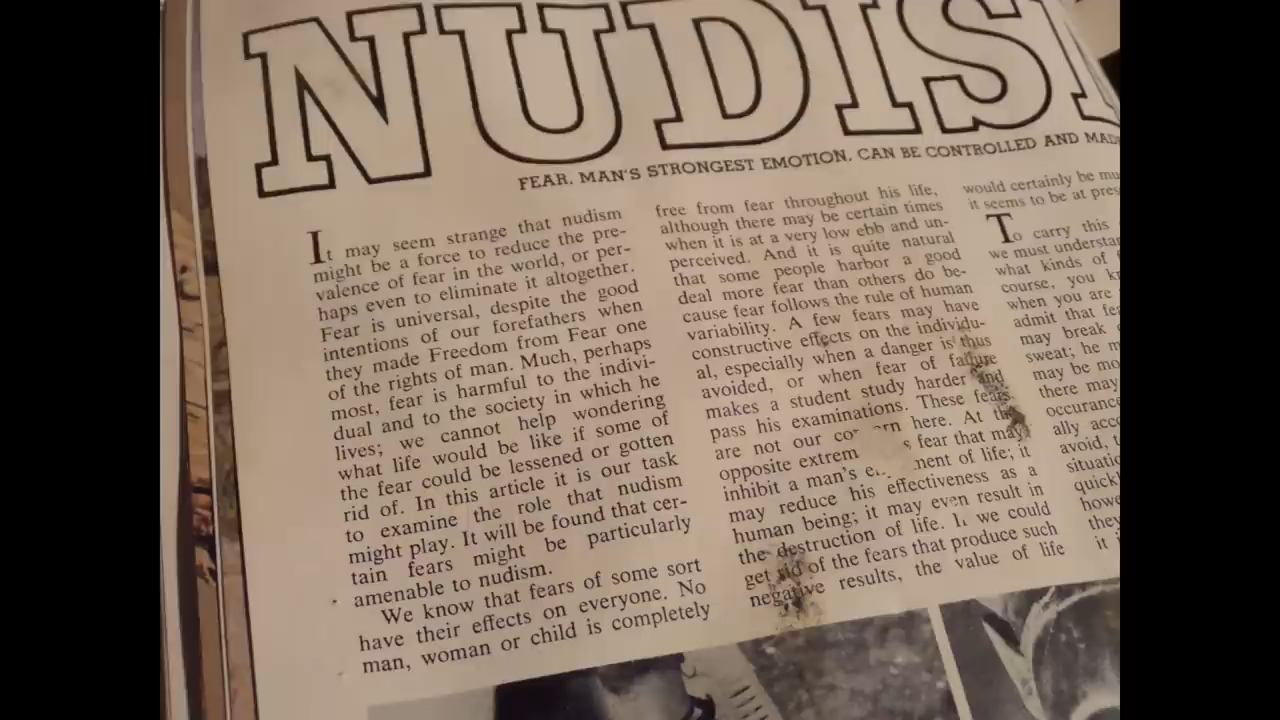 NUDIS
FEAR, MAN'S STRONGEST EMOTION, CAN BE CONTROLLED AND MAD
It may seem strange that nudism
might be a force to reduce the pre-
valence of fear in the world, or per-
haps even to eliminate it altogether.
Fear is universal, despite the good
intentions of our forefathers when
they made Freedom from Fear one
of the rights of man. Much, perhaps
most, fear is harmful to the indivi-
dual and to the society in which he
lives; we cannot help wondering
what life would be like if some of
the fear could be lessened or gotten
rid of. In this article it is our task
to examine the role that nudism
might play. It will be found that cer-
tain fears might be particularly
amenable to nudism.
We know that fears of some sort
have their effects on everyone. No
man, woman or child is completely
free from fear throughout his life,
although there may be certain times
when it is at a very low ebb and un-
perceived. And it is quite natural
that some people harbor a good
deal more fear than others do be-
cause fear follows the rule of human
variability. A few fears may have
constructive effects on the individu-
al, especially when a danger is thus
avoided, or when fear of failure
makes a student study harder and
pass his examinations. These fears
are not our co rn here. At the
opposite extrem s fear that may
inhibit a man's e ment of life; it
may reduce his effectiveness as a
human being; it may even result in
the destruction of life. If we could
get rid of the fears that produce such
negative results, the value of life
would certainly be mu
it seems to be at pres
To carry this
we must understan
what kinds of
course, you kn
when you are
admit that fea
may break
sweat; he m
may be mo
there may
occurance
ally acc
avoid, t
situatio
quickl
howe
they
it i